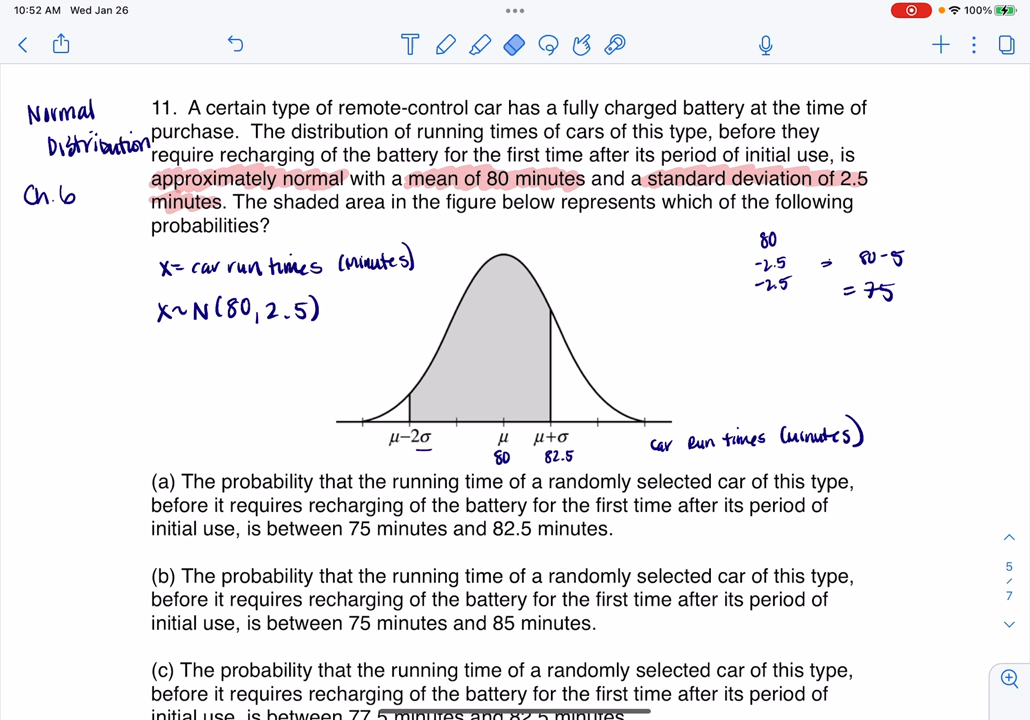 10:52 AM Wed Jan 26
100%
T
Normal
Distribution
Ch. 6
11. A certain type of remote-control car has a fully charged battery at the time of
purchase. The distribution of running times of cars of this type, before they
require recharging of the battery for the first time after its period of initial use, is
approximately normal with a mean of 80 minutes and a standard deviation of 2.5
minutes. The shaded area in the figure below represents which of the following
probabilities?
x = car run times (minutes)
X~N(80, 2.5)
80
-2.5 = 80-5
-2.5 = 75
μ−2σ μ μ+σ
80 82.5
car run times (minutes)
(a) The probability that the running time of a randomly selected car of this type,
before it requires recharging of the battery for the first time after its period of
initial use, is between 75 minutes and 82.5 minutes.
(b) The probability that the running time of a randomly selected car of this type,
before it requires recharging of the battery for the first time after its period of
initial use, is between 75 minutes and 85 minutes.
(c) The probability that the running time of a randomly selected car of this type,
before it requires recharging of the battery for the first time after its period of
initial use, is between 77.5 minutes and 82.5 minutes.
5
/
7